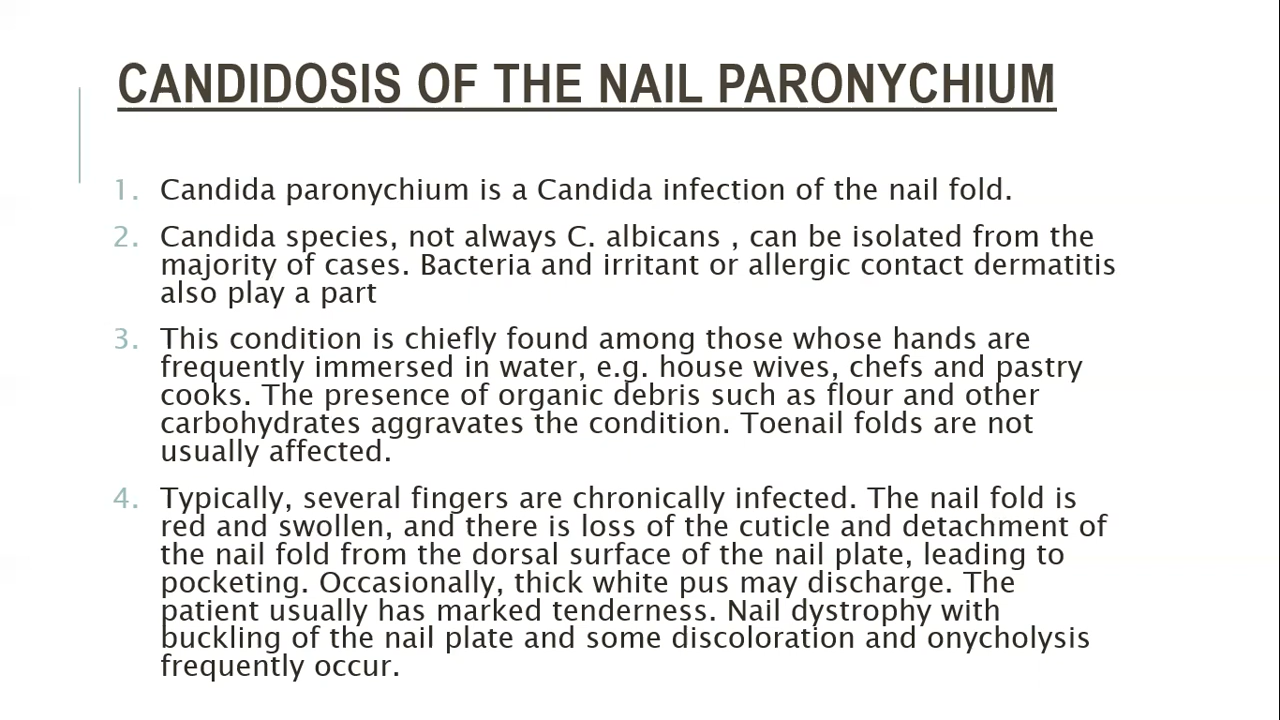 CANDIDOSIS OF THE NAIL PARONYCHIUM
1. Candida paronychium is a Candida infection of the nail fold.
2. Candida species, not always C. albicans , can be isolated from the
majority of cases. Bacteria and irritant or allergic contact dermatitis
also play a part
3. This condition is chiefly found among those whose hands are
frequently immersed in water, e.g. house wives, chefs and pastry
cooks. The presence of organic debris such as flour and other
carbohydrates aggravates the condition. Toenail folds are not
usually affected.
4. Typically, several fingers are chronically infected. The nail fold is
red and swollen, and there is loss of the cuticle and detachment of
the nail fold from the dorsal surface of the nail plate, leading to
pocketing. Occasionally, thick white pus may discharge. The
patient usually has marked tenderness. Nail dystrophy with
buckling of the nail plate and some discoloration and onycholysis
frequently occur.